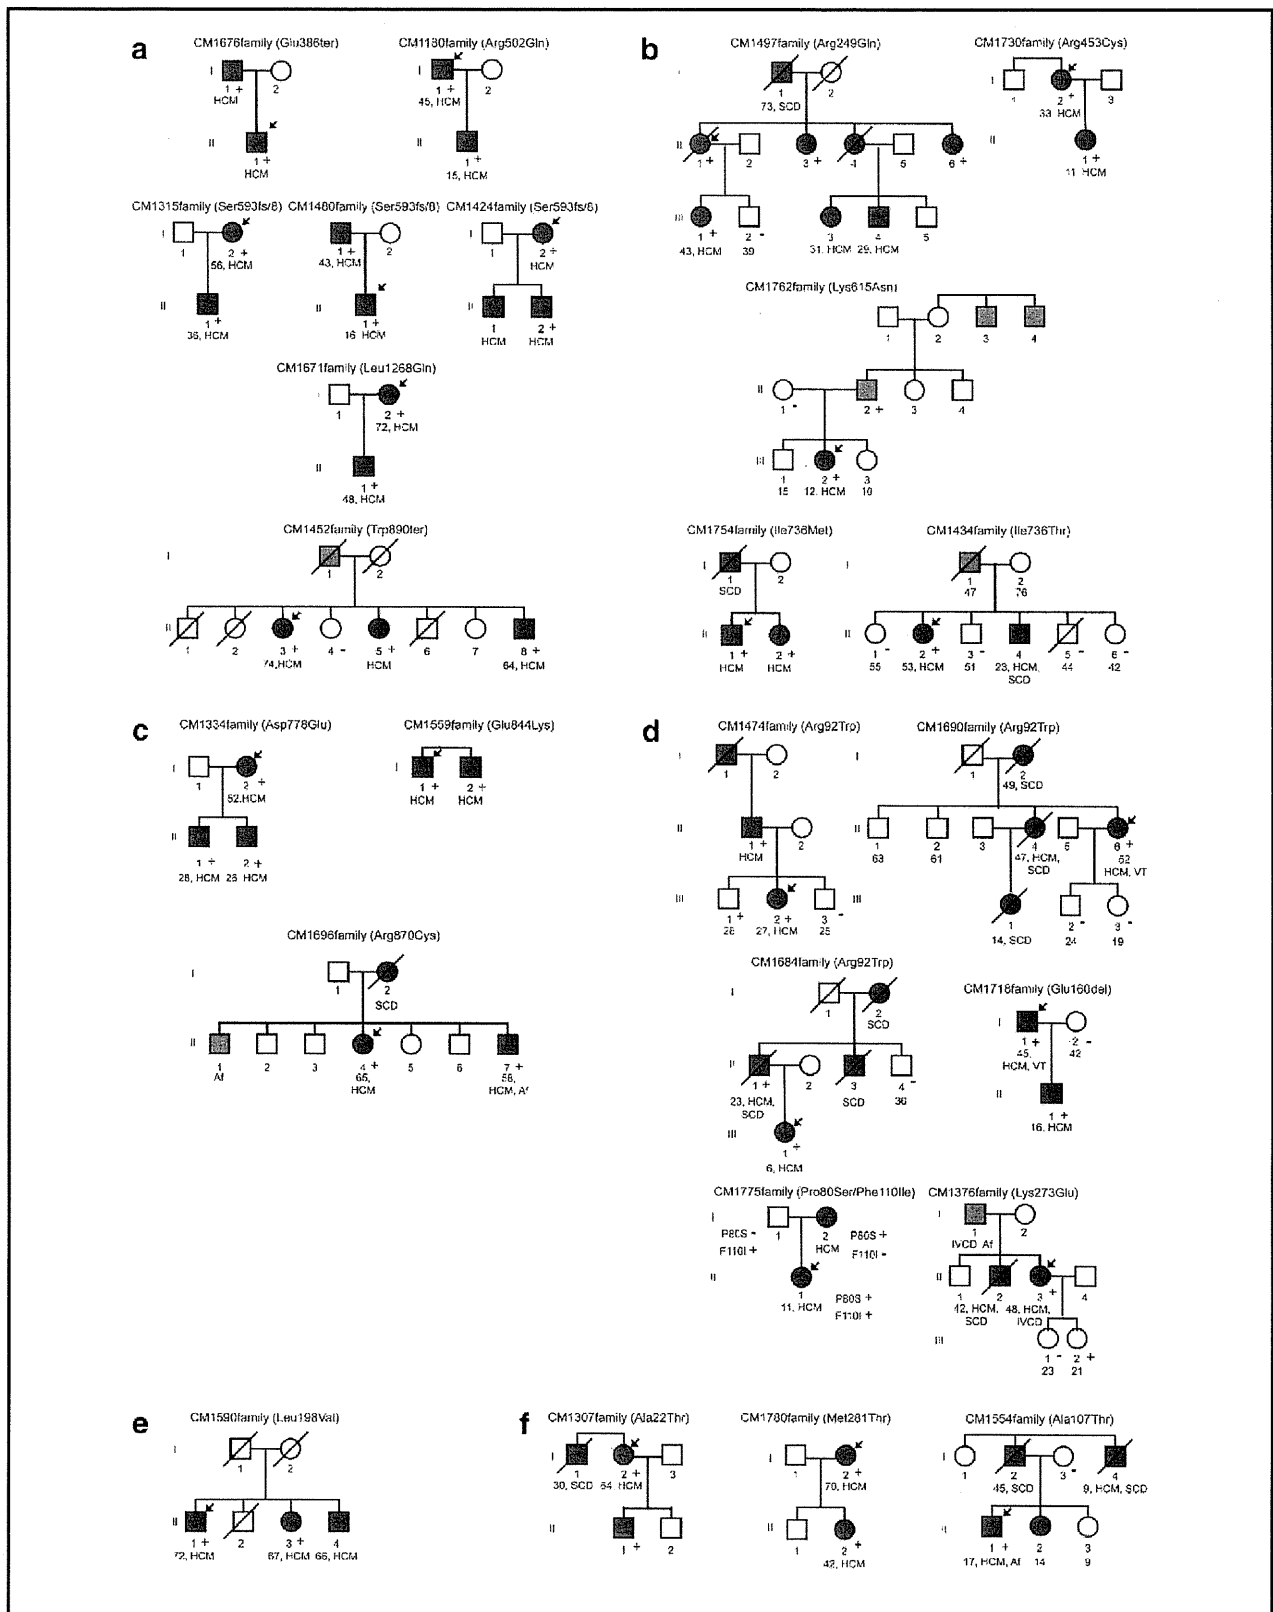 a
CM1676family (Glu386ter)
I
1 + 2
HCM
II
1 +
HCM
CM1180family (Arg502Gln)
I
1 + 2
45, HCM
II
1 +
15, HCM
CM1315family (Ser593fs/8)
I
1 2 +
56, HCM
II
1 +
36, HCM
CM1480family (Ser593fs/8)
I
1 + 2
43, HCM
II
1 +
16 HCM
CM1424family (Ser593fs/8)
I
1 2 +
HCM
II
1 2 +
HCM HCM
CM1671family (Leu1268Gln)
I
1 2 +
72, HCM
II
1 +
48, HCM
CM1452family (Trp890ter)
I
1 2
II
1 2 3 + 4 - 5 + 6 7 8 +
74,HCM HCM 64, HCM
b
CM1497family (Arg249Gln)
I
1 2
73, SCD
II
1 + 2 3 + 4 5 6 +
III
1 + 2 - 3 4 5
43, HCM 39 31, HCM 29, HCM
CM1730family (Arg453Cys)
I
1 2 + 3
33 HCM
II
1 +
11 HCM
CM1762family (Lys615Asn)
1 2 3 4
II
1 - 2 + 3 4
III
1 2 + 3
15 12, HCM 10
CM1754family (Ile736Met)
I
1 2
SCD
II
1 + 2 +
HCM HCM
CM1434family (Ile736Thr)
I
1 2
47 76
II
1 - 2 + 3 - 4 5 - 6 -
55 53, HCM 51 23, HCM, 44 42
SCD
c
CM1334family (Asp778Glu)
I
1 2 +
52,HCM
II
1 + 2 +
28, HCM 26 HCM
CM1559family (Glu844Lys)
I
1 + 2 +
HCM HCM
CM1696family (Arg870Cys)
I
1 2
SCD
II
1 2 3 4 + 5 6 7 +
Af 65, 58,
HCM HCM, Af
d
CM1474family (Arg92Trp)
I
1 2
II
1 + 2
HCM
III
1 + 2 + 3 -
28 27, HCM 25
CM1690family (Arg92Trp)
I
1 2
49, SCD
II
1 2 3 4 5 6 +
63 61 47, HCM, 52
SCD HCM, VT
III
1 2 - 3 -
14, SCD 24 19
CM1684family (Arg92Trp)
I
1 2
SCD
II
1 + 2 3 4 -
23, HCM, SCD 36
SCD
III
1 +
6, HCM
CM1718family (Glu160del)
I
1 + 2 -
45, 42
HCM, VT
II
1 +
16, HCM
CM1775family (Pro80Ser/Phe110Ile)
I
1 2
P80S - HCM P80S +
F110I + F110I -
II
1
11, HCM P80S +
F110I +
CM1376family (Lys273Glu)
I
1 2
IVCD Af
II
1 2 3 + 4
42, HCM, 48, HCM,
SCD IVCD
III
1 - 2 +
23 21
e
CM1590family (Leu198Val)
I
1 2
II
1 + 2 3 + 4
72, HCM 67, HCM 66, HCM
f
CM1307family (Ala22Thr)
I
1 2 + 3
30, SCD 54, HCM
II
1 + 2
CM1780family (Met281Thr)
I
1 2 +
70, HCM
II
1 2 +
42, HCM
CM1554family (Ala107Thr)
I
1 2 3 - 4
45, SCD 9, HCM, SCD
II
1 + 2 3
17, HCM, Af 14 9